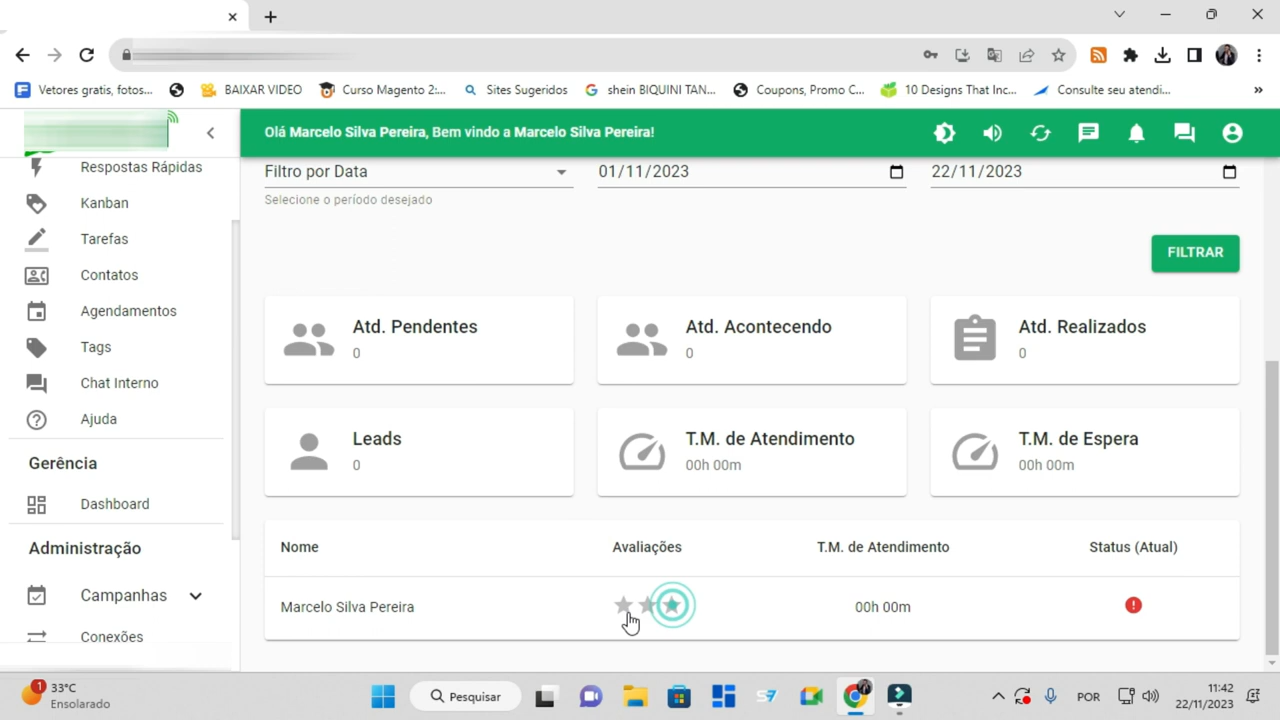 Vetores gratis, fotos...
BAIXAR VIDEO
Curso Magento 2:...
Sites Sugeridos
shein BIQUINI TAN...
Coupons, Promo C...
10 Designs That Inc...
Consulte seu atendi...
»
Olá Marcelo Silva Pereira, Bem vindo a Marcelo Silva Pereira!
Respostas Rápidas
Kanban
Tarefas
Contatos
Agendamentos
Tags
Chat Interno
Ajuda
Gerência
Dashboard
Administração
Campanhas
Conexões
Filtro por Data
01/11/2023
22/11/2023
Selecione o período desejado
FILTRAR
Atd. Pendentes
0
Atd. Acontecendo
0
Atd. Realizados
0
Leads
0
T.M. de Atendimento
00h 00m
T.M. de Espera
00h 00m
Nome
Avaliações
T.M. de Atendimento
Status (Atual)
Marcelo Silva Pereira
00h 00m
1
33°C
Ensolarado
Pesquisar
POR
11:42
22/11/2023